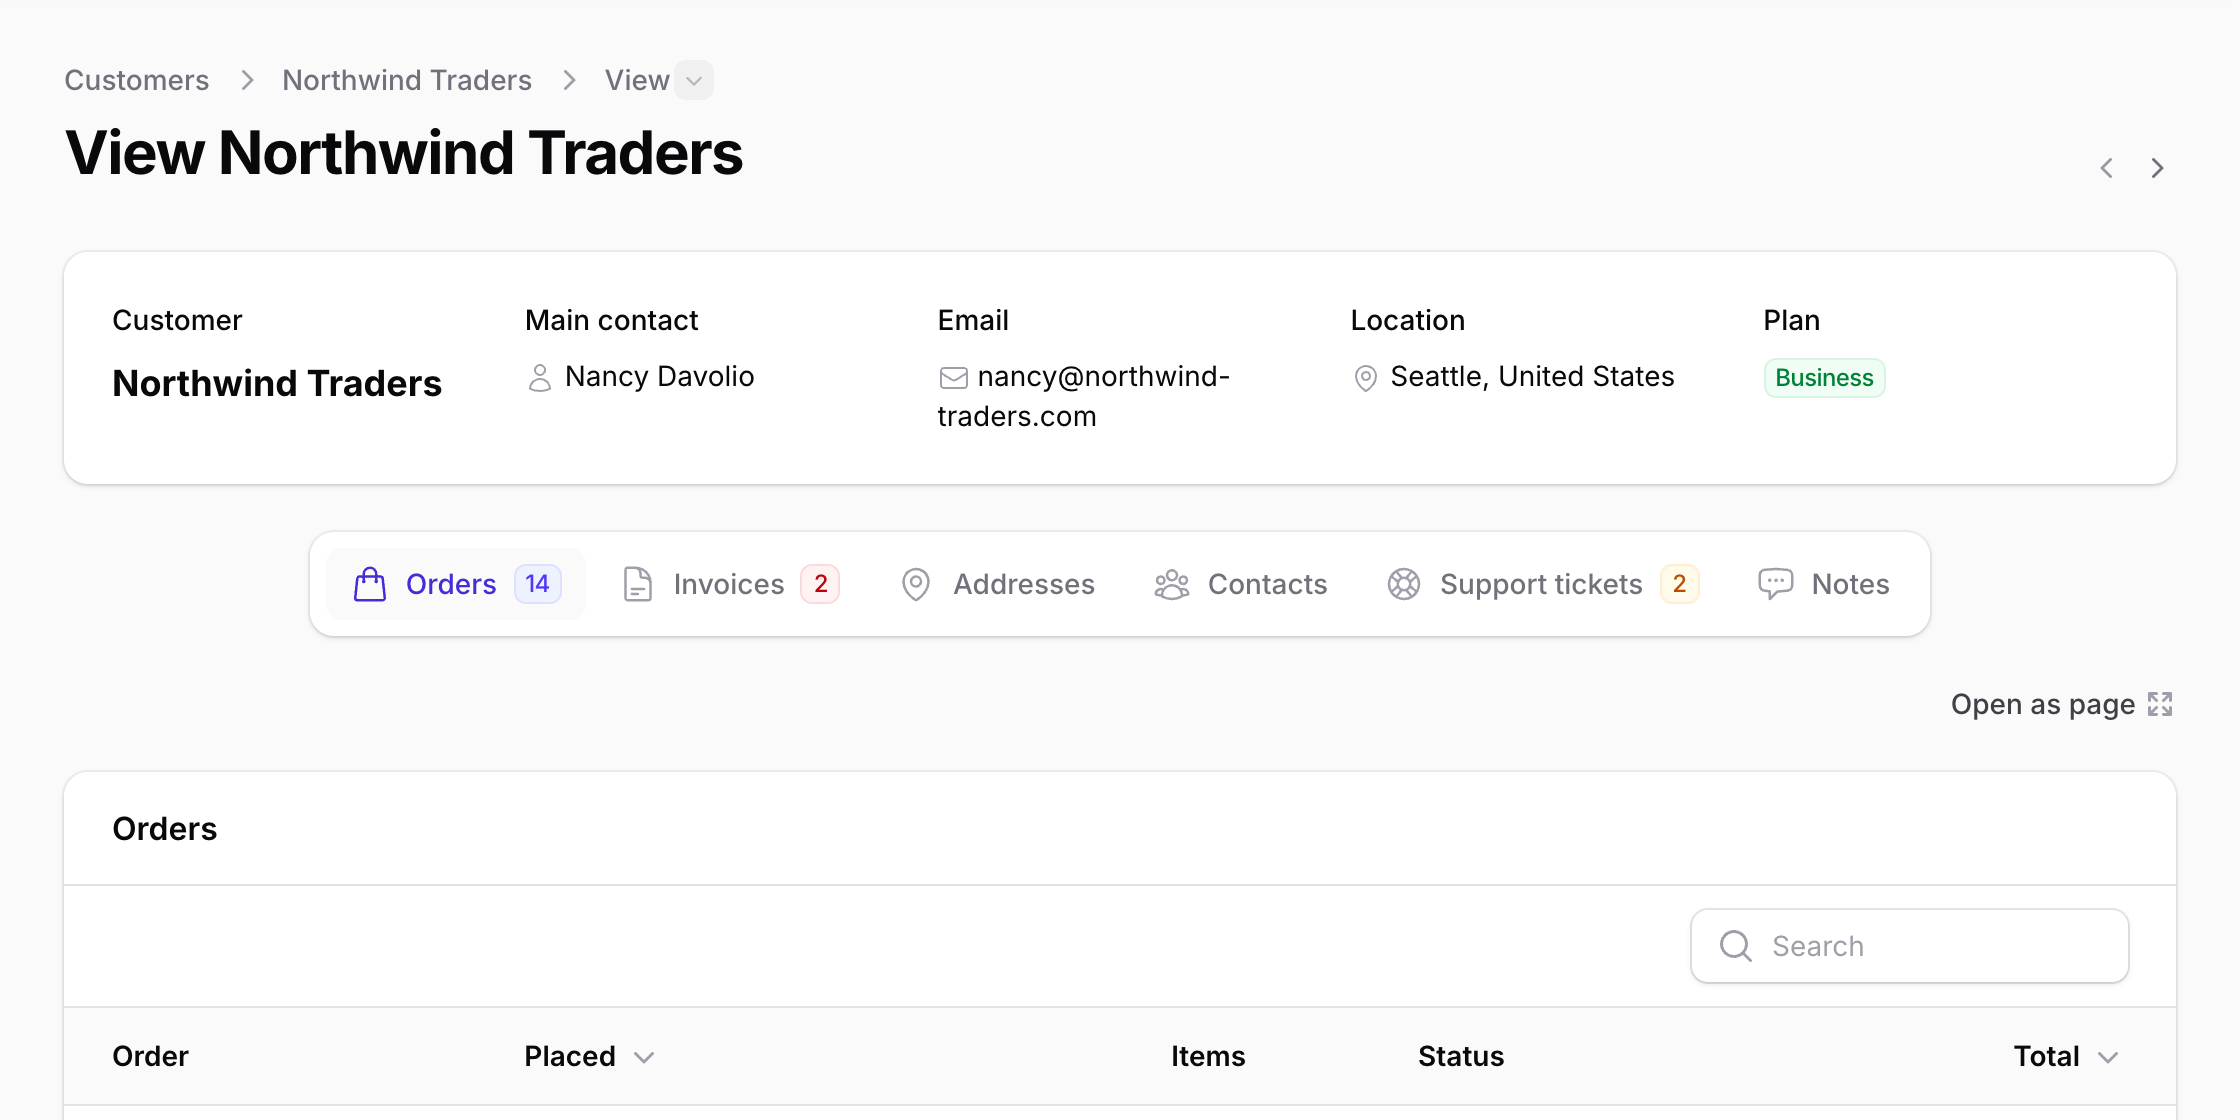 Customers > Northwind Traders > View
View Northwind Traders
Customer
Northwind Traders
Main contact
Nancy Davolio
Email
nancy@northwind-
traders.com
Location
Seattle, United States
Plan
Business
Orders 14 Invoices 2 Addresses Contacts Support tickets 2 Notes
Open as page
Orders
Search
Order Placed Items Status Total